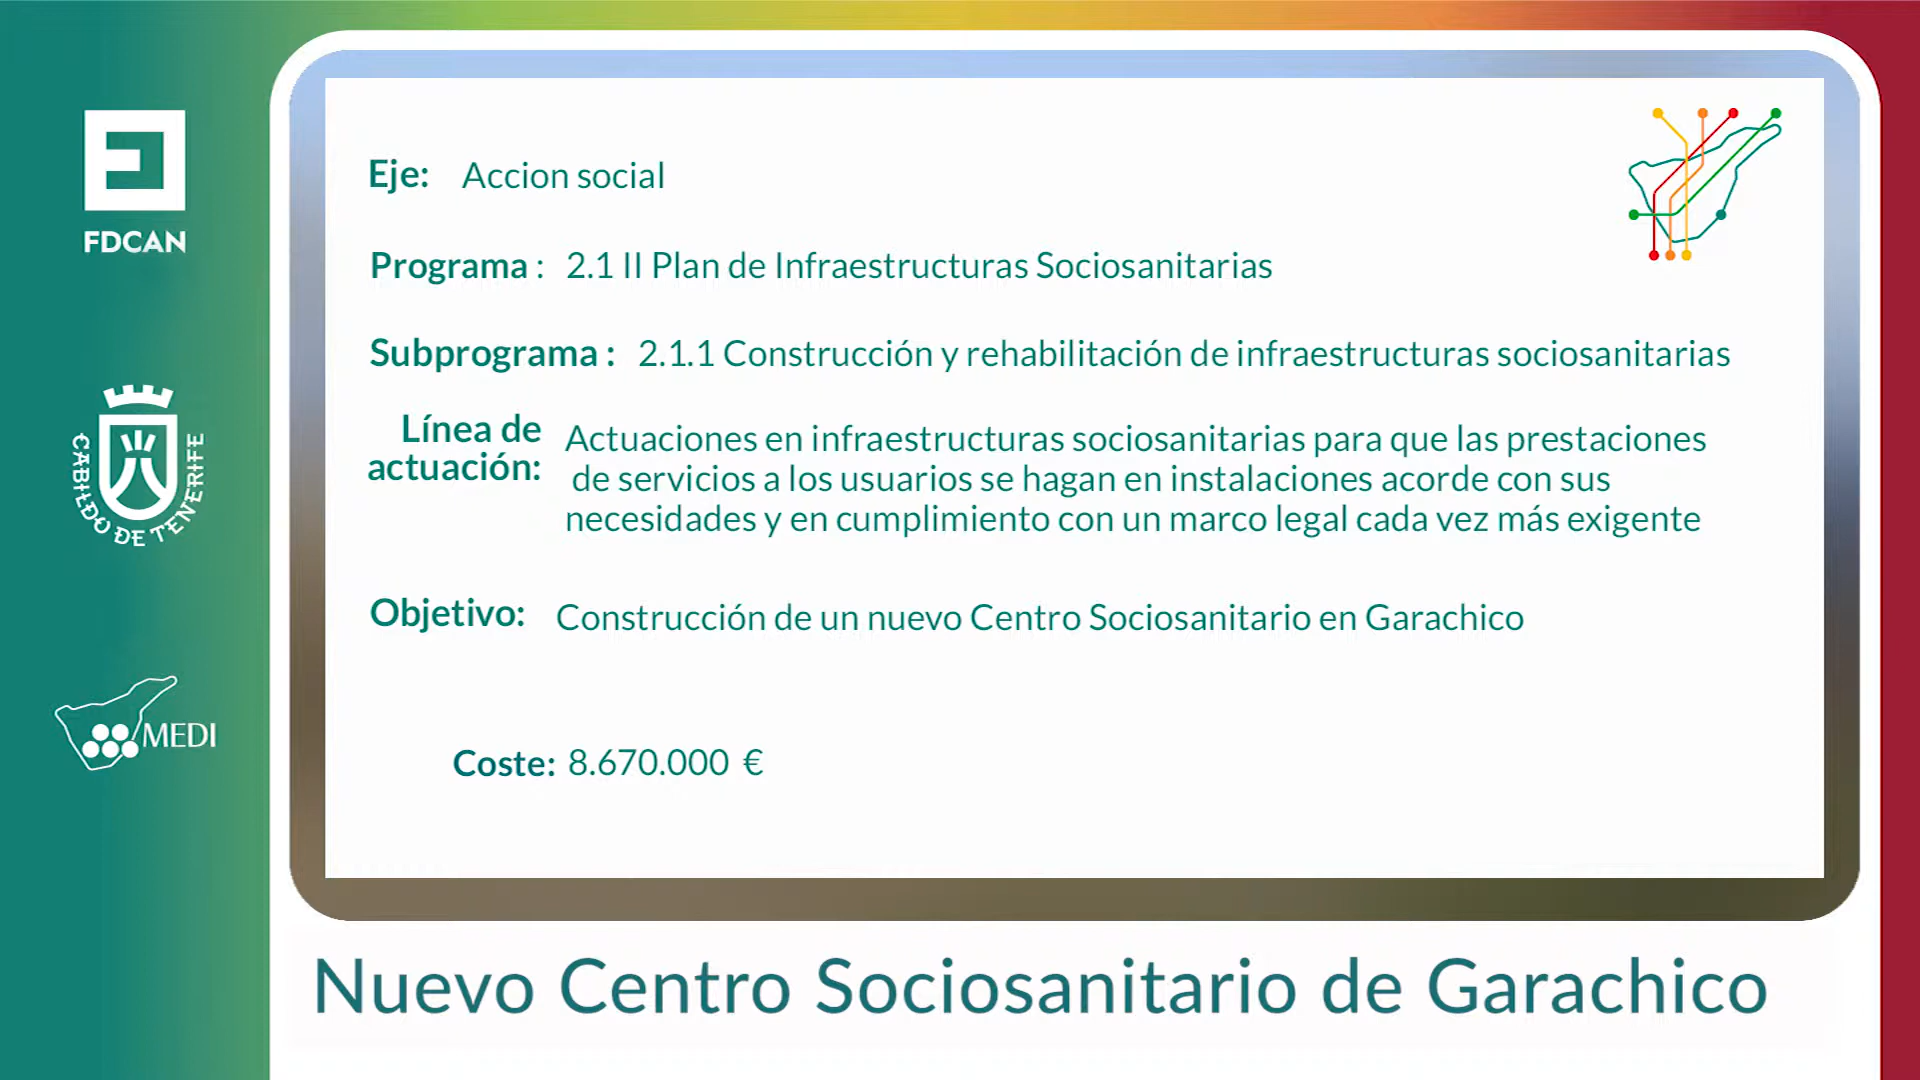 FDCAN
CABILDO DE TENERIFE
MEDI
Eje: Accion social
Programa : 2.1 II Plan de Infraestructuras Sociosanitarias
Subprograma : 2.1.1 Construcción y rehabilitación de infraestructuras sociosanitarias
Línea de
actuación:
Actuaciones en infraestructuras sociosanitarias para que las prestaciones
de servicios a los usuarios se hagan en instalaciones acorde con sus
necesidades y en cumplimiento con un marco legal cada vez más exigente
Objetivo: Construcción de un nuevo Centro Sociosanitario en Garachico
Coste: 8.670.000 €
Nuevo Centro Sociosanitario de Garachico